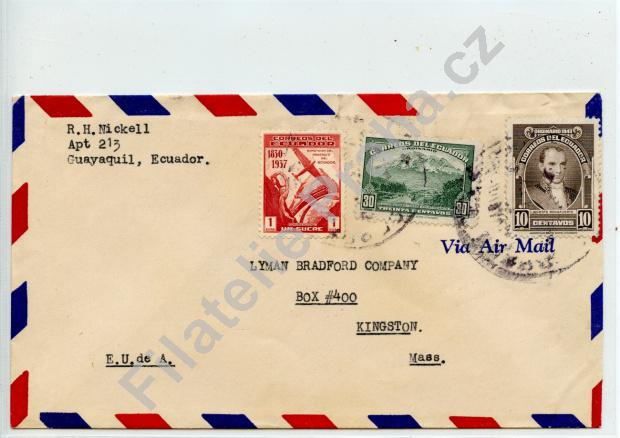 R.H. Nickell
Apt 213
Guayaquil, Ecuador.
CORREOS DEL
ECUADOR
1830-
1937
1
UN SUCRE
1
CORREOS DEL ECUADOR
30
30
TREINTA CENTAVOS
CORREOS DEL ECUADOR
10
CENTAVOS
10
Via Air Mail
LYMAN BRADFORD COMPANY
BOX #400
KINGSTON.
Mass.
E.U.de A.
Filatelie-Praha.cz